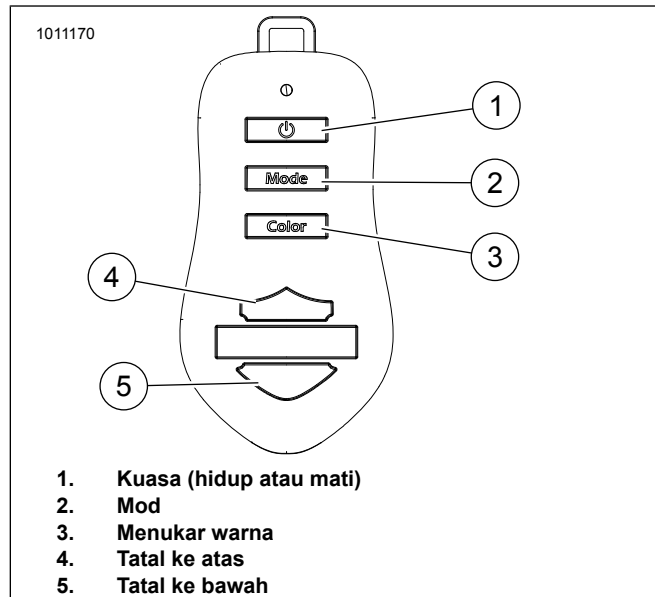 1011170
1
Mode
2
Color
3
4
5
1. Kuasa (hidup atau mati)
2. Mod
3. Menukar warna
4. Tatal ke atas
5. Tatal ke bawah